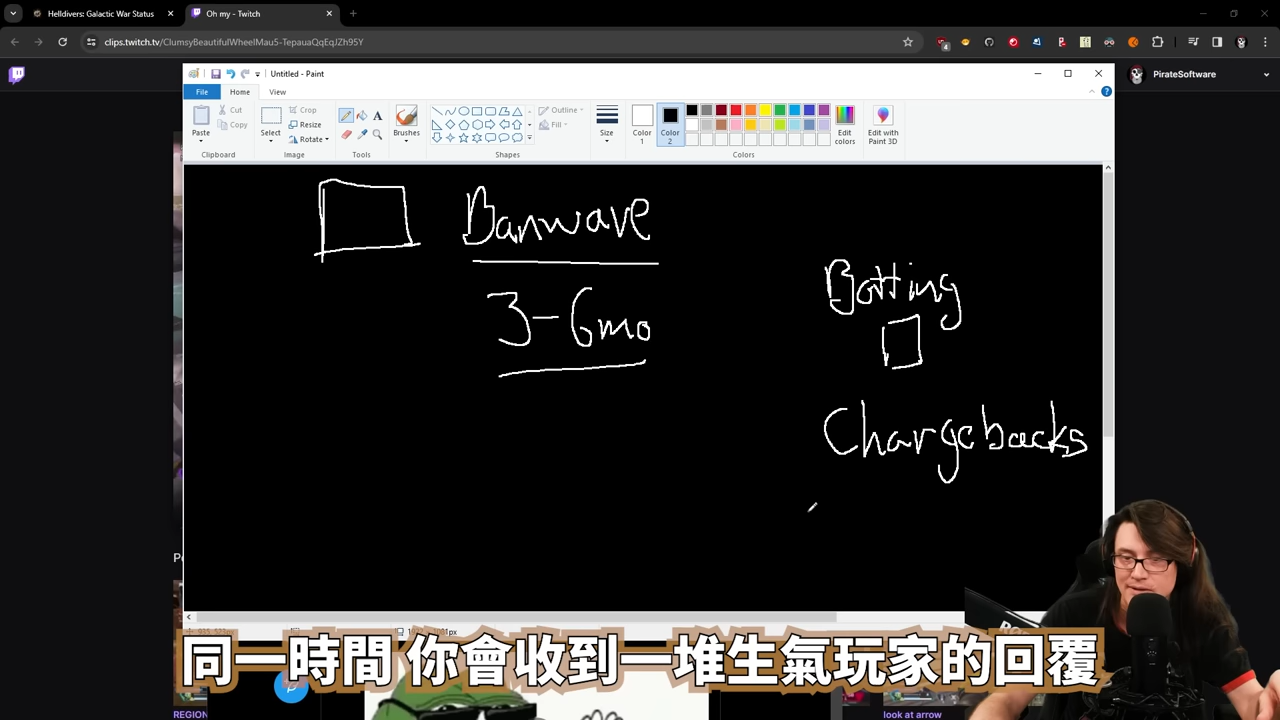 Helldivers: Galactic War Status
Oh my - Twitch
clips.twitch.tv/ClumsyBeautifulWheelMau5-TepauaQqEqJZh95Y
4
Untitled - Paint
PirateSoftware
File
Home
View
Paste
Cut
Copy
Clipboard
Select
Crop
Resize
Rotate
Image
A
Tools
Brushes
Outline
Fill
Shapes
Size
Color 1
Color 2
Edit colors
Colors
Edit with Paint 3D
Banwave
3-6mo
Botting
Chargebacks
同一時間 你會收到一堆生氣玩家的回覆
REGION
look at arrow